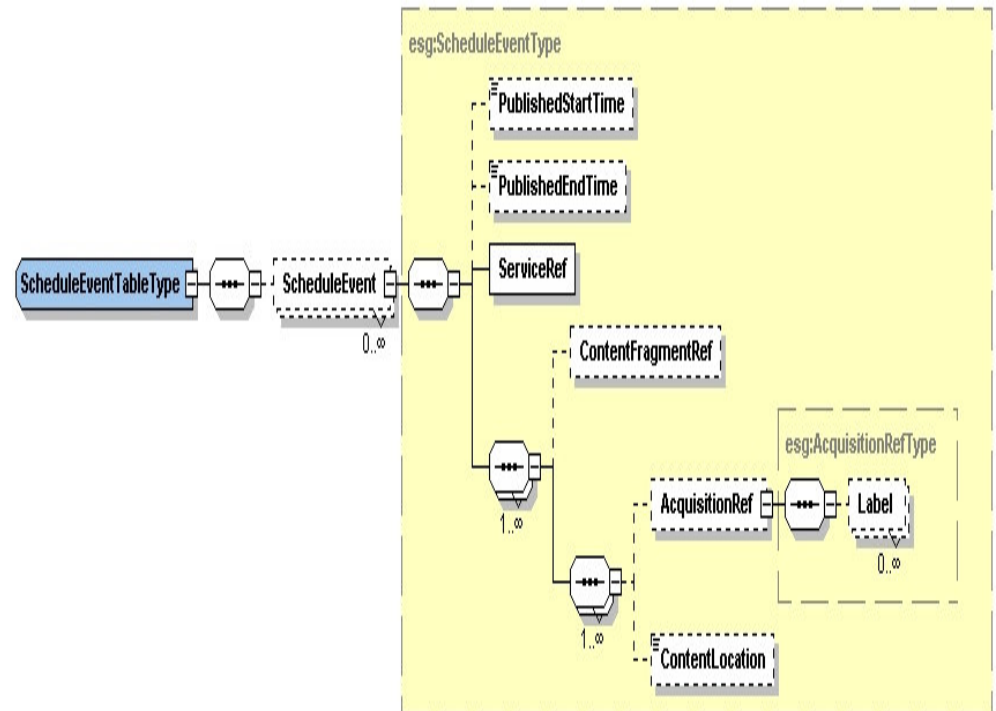 esg:ScheduleEventType
PublishedStartTime
PublishedEndTime
ScheduleEventTableType
ScheduleEvent
0..∞
ServiceRef
ContentFragmentRef
1..∞
esg:AcquisitionRefType
AcquisitionRef
Label
0..∞
1..∞
ContentLocation